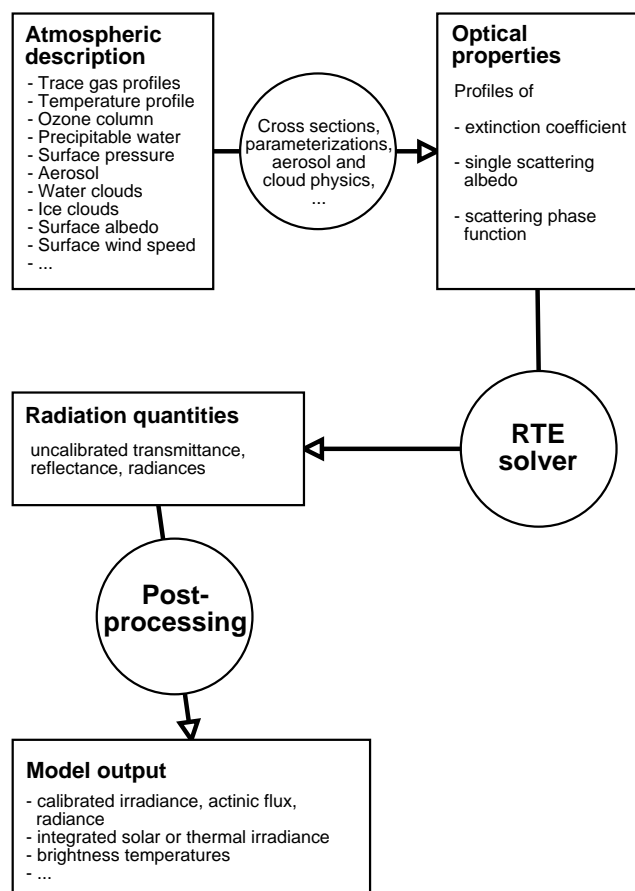 Atmospheric
description
- Trace gas profiles
- Temperature profile
- Ozone column
- Precipitable water
- Surface pressure
- Aerosol
- Water clouds
- Ice clouds
- Surface albedo
- Surface wind speed
- ...
Cross sections,
parameterizations,
aerosol and
cloud physics,
...
Optical
properties
Profiles of
- extinction coefficient
- single scattering
albedo
- scattering phase
function
RTE
solver
Radiation quantities
uncalibrated transmittance,
reflectance, radiances
Post-
processing
Model output
- calibrated irradiance, actinic flux,
radiance
- integrated solar or thermal irradiance
- brightness temperatures
- ...